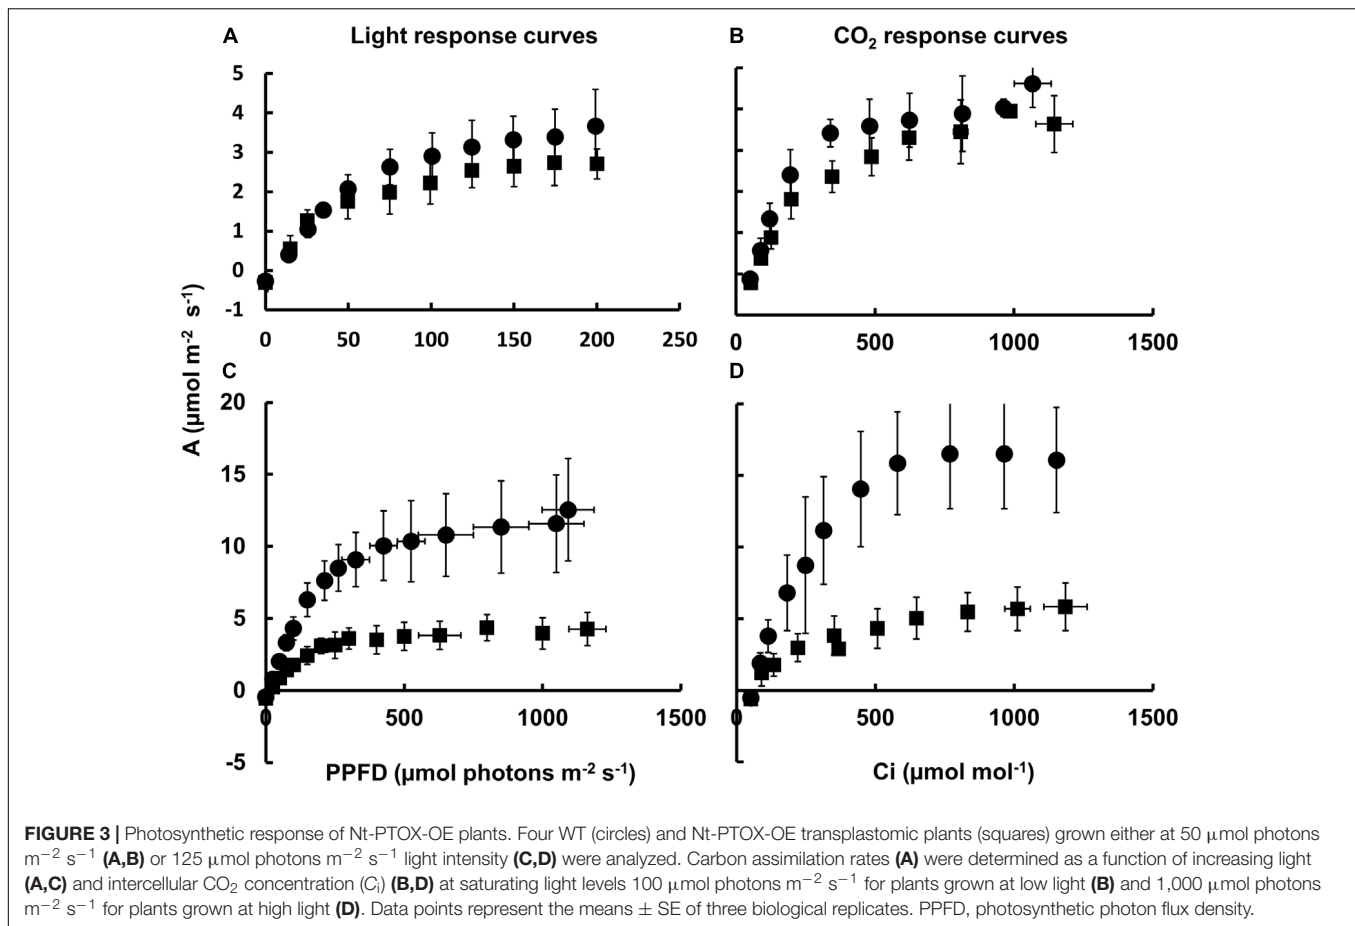 A Light response curves
B CO₂ response curves
5
4
3
2
1
0
-1
0 50 100 150 200 250
0 500 1000 1500
A (µmol m⁻² s⁻¹)
C
D
20
15
10
5
0
-5
0 500 1000 1500
0 500 1000 1500
PPFD (µmol photons m⁻² s⁻¹)
Ci (µmol mol⁻¹)
FIGURE 3 | Photosynthetic response of Nt-PTOX-OE plants. Four WT (circles) and Nt-PTOX-OE transplastomic plants (squares) grown either at 50 µmol photons
m⁻² s⁻¹ (A,B) or 125 µmol photons m⁻² s⁻¹ light intensity (C,D) were analyzed. Carbon assimilation rates (A) were determined as a function of increasing light
(A,C) and intercellular CO₂ concentration (Cᵢ) (B,D) at saturating light levels 100 µmol photons m⁻² s⁻¹ for plants grown at low light (B) and 1,000 µmol photons
m⁻² s⁻¹ for plants grown at high light (D). Data points represent the means ± SE of three biological replicates. PPFD, photosynthetic photon flux density.